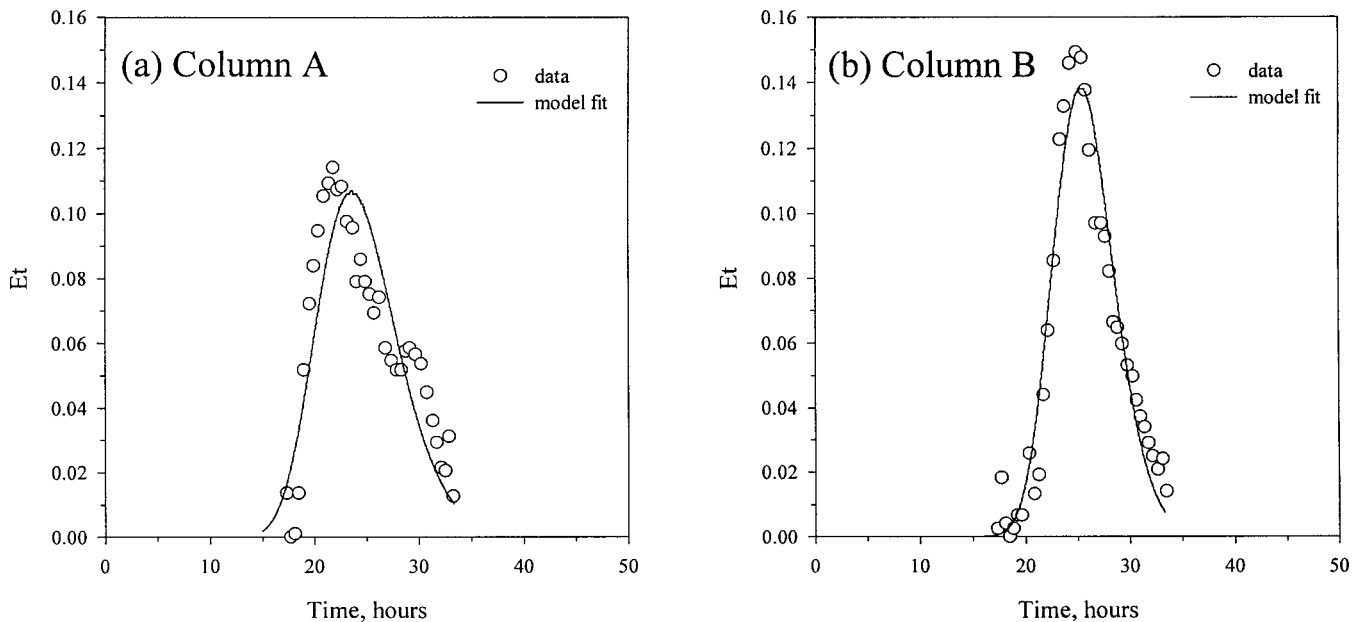 (a) Column A
data
model fit
0.16
0.14
0.12
0.10
0.08
0.06
0.04
0.02
0.00
Et
0 10 20 30 40 50
Time, hours
(b) Column B
data
model fit
0.16
0.14
0.12
0.10
0.08
0.06
0.04
0.02
0.00
Et
0 10 20 30 40 50
Time, hours